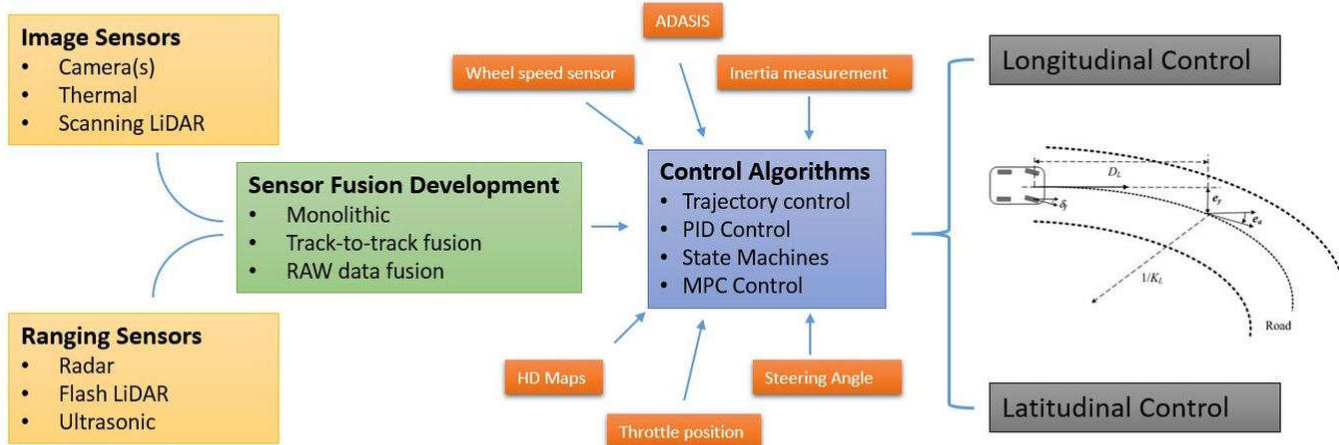 Image Sensors
• Camera(s)
• Thermal
• Scanning LiDAR
Ranging Sensors
• Radar
• Flash LiDAR
• Ultrasonic
Sensor Fusion Development
• Monolithic
• Track-to-track fusion
• RAW data fusion
ADASIS
Wheel speed sensor
Inertia measurement
Control Algorithms
• Trajectory control
• PID Control
• State Machines
• MPC Control
HD Maps
Steering Angle
Throttle position
Longitudinal Control
D_L
δ_f
e_y
1/K_L
Road
Latitudinal Control